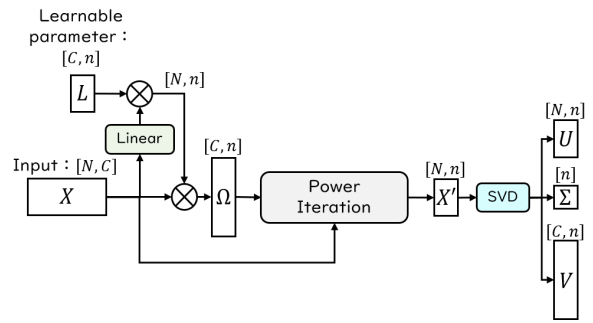 Learnable
parameter :
[C, n]
L
[N, n]
Linear
Input : [N, C]
X
[C, n]
Ω
Power
Iteration
[N, n]
X′
SVD
[N, n]
U
[n]
Σ
[C, n]
V